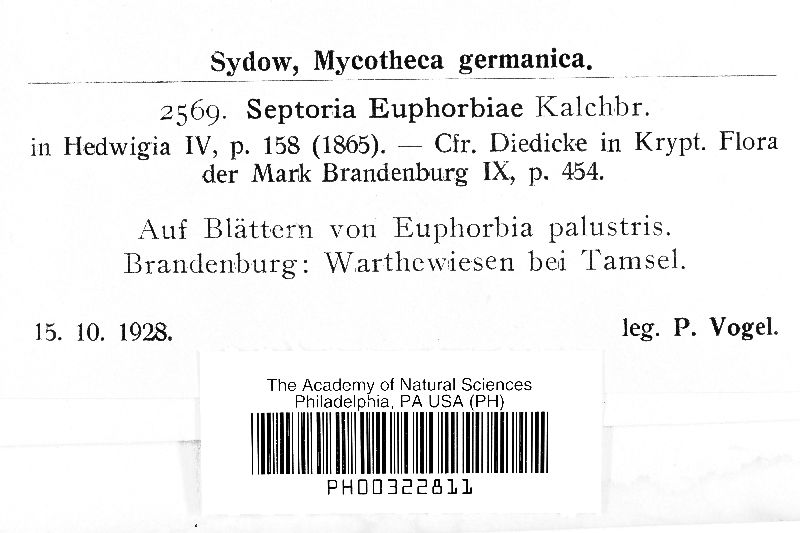 Sydow, Mycotheca germanica.
2569. Septoria Euphorbiae Kalchbr.
in Hedwigia IV, p. 158 (1865). — Cfr. Diedicke in Krypt. Flora
der Mark Brandenburg IX, p. 454.
Auf Blättern von Euphorbia palustris.
Brandenburg: Warthewiesen bei Tamsel.
15. 10. 1928. leg. P. Vogel.
The Academy of Natural Sciences
Philadelphia, PA USA (PH)
PH00322811